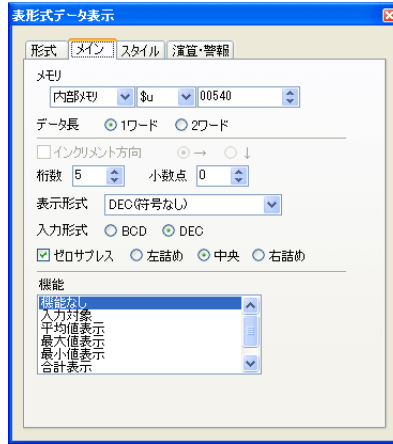 表形式データ表示
形式 メイン スタイル 演算・警報
メモリ
内部メモリ $u 00540
データ長 1ワード 2ワード
インクリメント方向 → ↓
桁数 5 小数点 0
表示形式 DEC(符号なし)
入力形式 BCD DEC
ゼロサプレス 左詰め 中央 右詰め
機能
機能なし
入力対象
平均値表示
最大値表示
最小値表示
合計表示